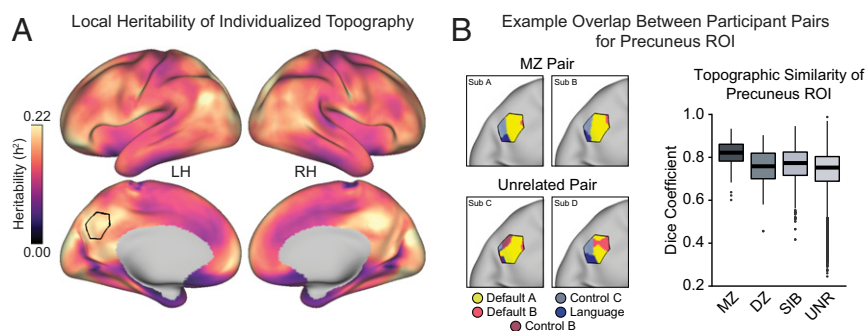 A
Local Heritability of Individualized Topography
0.22
Heritability (h²)
0.00
LH
RH
B
Example Overlap Between Participant Pairs
for Precuneus ROI
MZ Pair
Sub A
Sub B
Unrelated Pair
Sub C
Sub D
Default A
Control C
Default B
Language
Control B
Topographic Similarity of
Precuneus ROI
Dice Coefficient
1.0
0.8
0.6
0.4
0.2
MZ
DZ
SIB
UNR